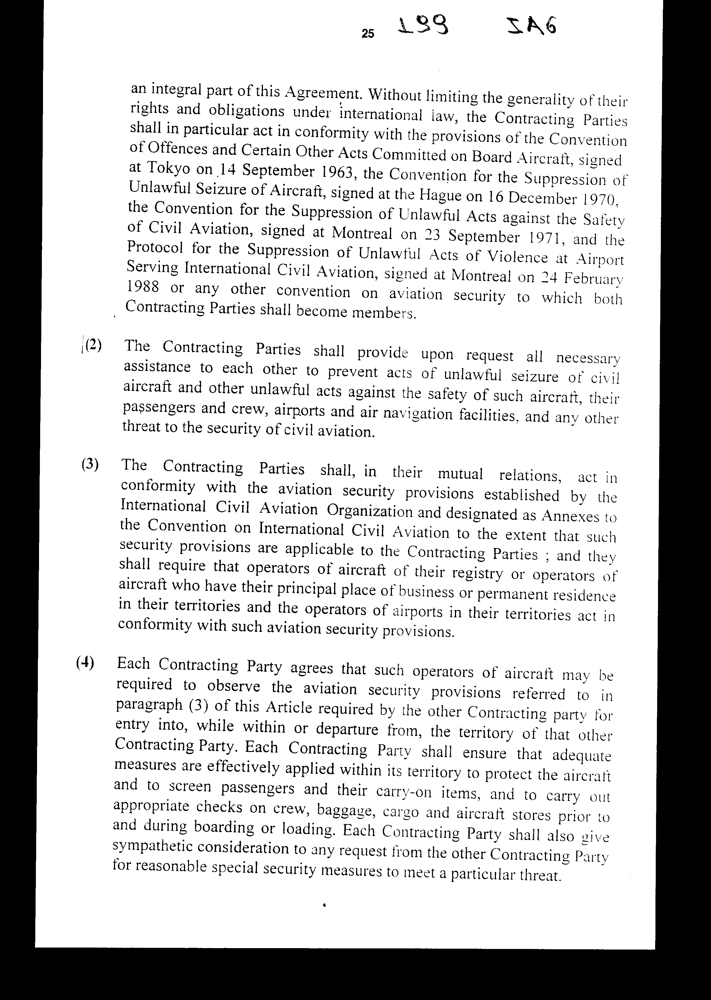 25 199 IA6
an integral part of this Agreement. Without limiting the generality of their
rights and obligations under international law, the Contracting Parties
shall in particular act in conformity with the provisions of the Convention
of Offences and Certain Other Acts Committed on Board Aircraft, signed
at Tokyo on 14 September 1963, the Convention for the Suppression of
Unlawful Seizure of Aircraft, signed at the Hague on 16 December 1970,
the Convention for the Suppression of Unlawful Acts against the Safety
of Civil Aviation, signed at Montreal on 23 September 1971, and the
Protocol for the Suppression of Unlawful Acts of Violence at Airport
Serving International Civil Aviation, signed at Montreal on 24 February
1988 or any other convention on aviation security to which both
Contracting Parties shall become members.
(2) The Contracting Parties shall provide upon request all necessary
assistance to each other to prevent acts of unlawful seizure of civil
aircraft and other unlawful acts against the safety of such aircraft, their
passengers and crew, airports and air navigation facilities, and any other
threat to the security of civil aviation.
(3) The Contracting Parties shall, in their mutual relations, act in
conformity with the aviation security provisions established by the
International Civil Aviation Organization and designated as Annexes to
the Convention on International Civil Aviation to the extent that such
security provisions are applicable to the Contracting Parties ; and they
shall require that operators of aircraft of their registry or operators of
aircraft who have their principal place of business or permanent residence
in their territories and the operators of airports in their territories act in
conformity with such aviation security provisions.
(4) Each Contracting Party agrees that such operators of aircraft may be
required to observe the aviation security provisions referred to in
paragraph (3) of this Article required by the other Contracting party for
entry into, while within or departure from, the territory of that other
Contracting Party. Each Contracting Party shall ensure that adequate
measures are effectively applied within its territory to protect the aircraft
and to screen passengers and their carry-on items, and to carry out
appropriate checks on crew, baggage, cargo and aircraft stores prior to
and during boarding or loading. Each Contracting Party shall also give
sympathetic consideration to any request from the other Contracting Party
for reasonable special security measures to meet a particular threat.